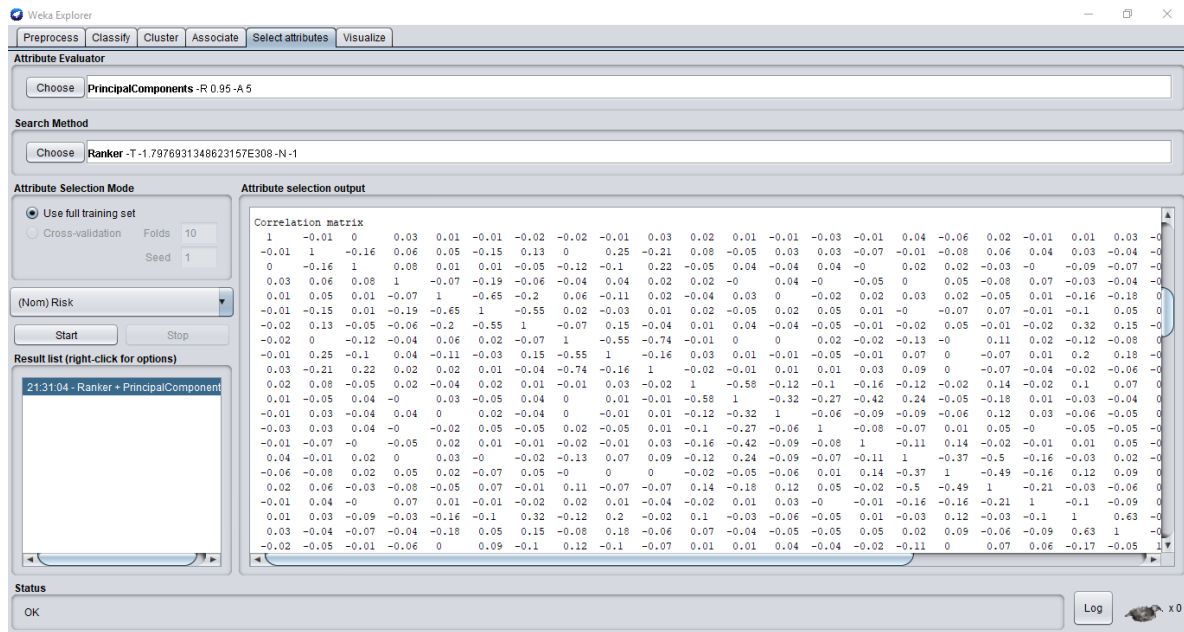 Weka Explorer
Preprocess Classify Cluster Associate Select attributes Visualize
Attribute Evaluator
Choose PrincipalComponents -R 0.95 -A 5
Search Method
Choose Ranker -T -1.7976931348623157E308 -N -1
Attribute Selection Mode
Use full training set
Cross-validation Folds 10
Seed 1
(Nom) Risk
Start Stop
Result list (right-click for options)
21:31:04 - Ranker + PrincipalComponent
Attribute selection output
Correlation matrix
1 -0.01 0 0.03 0.01 -0.01 -0.02 -0.02 -0.01 0.03 0.02 0.01 -0.01 -0.03 -0.01 0.04 -0.06 0.02 -0.01 0.01 0.03
-0.01 1 -0.16 0.06 0.05 -0.15 0.13 0 0.25 -0.21 0.08 -0.05 0.03 0.03 -0.07 -0.01 -0.08 0.06 0.04 0.03 -0.04
0 -0.16 1 0.08 0.01 0.01 -0.05 -0.12 -0.1 0.22 -0.05 0.04 -0.04 0.04 -0 0.02 0.02 -0.03 -0 -0.09 -0.07
0.03 0.06 0.08 1 -0.07 -0.19 -0.06 -0.04 0.04 0.02 0.02 -0 0.04 -0 -0.05 0 0.05 -0.08 0.07 -0.03 -0.04
0.01 0.05 0.01 -0.07 1 -0.65 -0.2 0.06 -0.11 0.02 -0.04 0.03 0 -0.02 0.02 0.03 0.02 -0.05 0.01 -0.16 -0.18
-0.01 -0.15 0.01 -0.19 -0.65 1 -0.55 0.02 -0.03 0.01 0.02 -0.05 0.02 0.05 0.01 -0 -0.07 0.07 -0.01 -0.1 0.05
-0.02 0.13 -0.05 -0.06 -0.2 -0.55 1 -0.07 0.15 -0.04 0.01 0.04 -0.04 -0.05 -0.01 -0.02 0.05 -0.01 -0.02 0.32 0.15
-0.02 0 -0.12 -0.04 0.06 0.02 -0.07 1 -0.55 -0.74 -0.01 0 0 0.02 -0.02 -0.13 -0 0.11 0.02 -0.12 -0.08
-0.01 0.25 -0.1 0.04 -0.11 -0.03 0.15 -0.55 1 -0.16 0.03 0.01 -0.01 -0.05 -0.01 0.07 0 -0.07 0.01 0.2 0.18
0.03 -0.21 0.22 0.02 0.02 0.01 -0.04 -0.74 -0.16 1 -0.02 -0.01 0.01 0.01 0.03 0.09 0 -0.07 -0.04 -0.02 -0.06
0.02 0.08 -0.05 0.02 -0.04 0.02 0.01 -0.01 0.03 -0.02 1 -0.58 -0.12 -0.1 -0.16 -0.12 -0.02 0.14 -0.02 0.1 0.07
0.01 -0.05 0.04 -0 0.03 -0.05 0.04 0 0.01 -0.01 -0.58 1 -0.32 -0.27 -0.42 0.24 -0.05 -0.18 0.01 -0.03 -0.04
-0.01 0.03 -0.04 0.04 0 0.02 -0.04 0 -0.01 0.01 -0.12 -0.32 1 -0.06 -0.09 -0.09 -0.06 0.12 0.03 -0.06 -0.05
-0.03 0.03 0.04 -0 -0.02 0.05 -0.05 0.02 -0.05 0.01 -0.1 -0.27 -0.06 1 -0.08 -0.07 0.01 0.05 -0 -0.05 -0.05
-0.01 -0.07 -0 -0.05 0.02 0.01 -0.01 -0.02 -0.01 0.03 -0.16 -0.42 -0.09 -0.08 1 -0.11 0.14 -0.02 -0.01 0.01 0.05
0.04 -0.01 0.02 0 0.03 -0 -0.02 -0.13 0.07 0.09 -0.12 0.24 -0.09 -0.07 -0.11 1 -0.37 -0.5 -0.16 -0.03 0.02
-0.06 -0.08 0.02 0.05 0.02 -0.07 0.05 -0 0 0 -0.02 -0.05 -0.06 0.01 0.14 -0.37 1 -0.49 -0.16 0.12 0.09
0.02 0.06 -0.03 -0.08 -0.05 0.07 -0.01 0.11 -0.07 -0.07 0.14 -0.18 0.12 0.05 -0.02 -0.5 -0.49 1 -0.21 -0.03 -0.06
-0.01 0.04 -0 0.07 0.01 -0.01 -0.02 0.02 0.01 -0.04 -0.02 0.01 0.03 -0 -0.01 -0.16 -0.16 -0.21 1 -0.1 -0.09
0.01 0.03 -0.09 -0.03 -0.16 -0.1 0.32 -0.12 0.2 -0.02 0.1 -0.03 -0.06 -0.05 0.01 -0.03 0.12 -0.03 -0.1 1 0.63
0.03 -0.04 -0.07 -0.04 -0.18 0.05 0.15 -0.08 0.18 -0.06 0.07 -0.04 -0.05 -0.05 0.05 0.02 0.09 -0.06 -0.09 0.63 1
-0.02 -0.05 -0.01 -0.06 0 0.09 -0.1 0.12 -0.1 -0.07 0.01 0.01 0.04 -0.04 -0.02 -0.11 0 0.07 0.06 -0.17 -0.05
Status
OK
Log
x 0